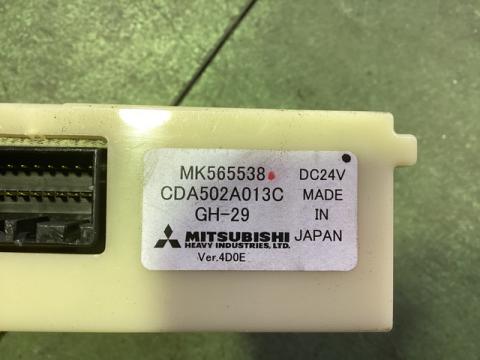 MK565538 DC24V
CDA502A013C MADE
GH-29 IN
MITSUBISHI JAPAN
HEAVY INDUSTRIES, LTD.
Ver.4D0E